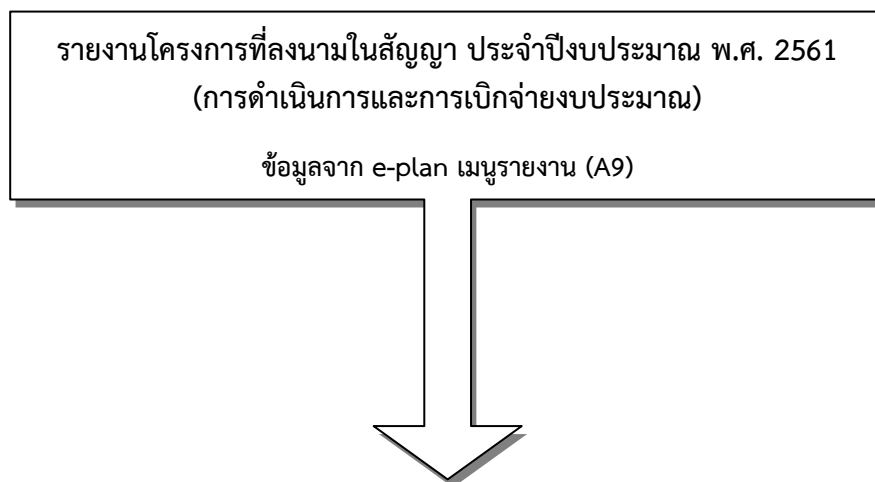 รายงานโครงการที่ลงนามในสัญญา ประจำปีงบประมาณ พ.ศ. 2561
(การดำเนินการและการเบิกจ่ายงบประมาณ)
ข้อมูลจาก e-plan เมนูรายงาน (A9)